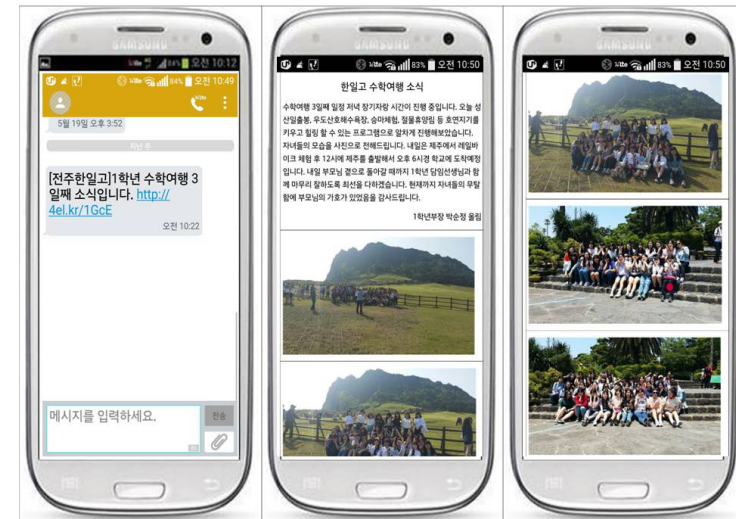 SAMSUNG
84% 오전 10:12
84% 오전 10:49
5월 19일 오후 3:52
지난 주
[전주한일고]1학년 수학여행 3
일째 소식입니다. http://
4el.kr/1GcE
오전 10:22
메시지를 입력하세요.
전송
SAMSUNG
83% 오전 10:50
한일고 수학여행 소식
수학여행 3일째 일정 저녁 장기자랑 시간이 진행 중입니다. 오늘 성
산일출봉, 우도산호해수욕장, 승마체험, 절물휴양림 등 호연지기를
키우고 힐링 할 수 있는 프로그램으로 알차게 진행해보았습니다.
자녀들의 모습을 사진으로 전해드립니다. 내일은 제주에서 레일바
이크 체험 후 12시에 제주를 출발해서 오후 6시경 학교에 도착예정
입니다. 내일 부모님 곁으로 돌아갈 때까지 1학년 담임선생님과 함
께 마무리 잘하도록 최선을 다하겠습니다. 현재까지 자녀들의 무탈
함에 부모님의 가호가 있었음을 감사드립니다.
1학년부장 박순정 올림
SAMSUNG
83% 오전 10:50